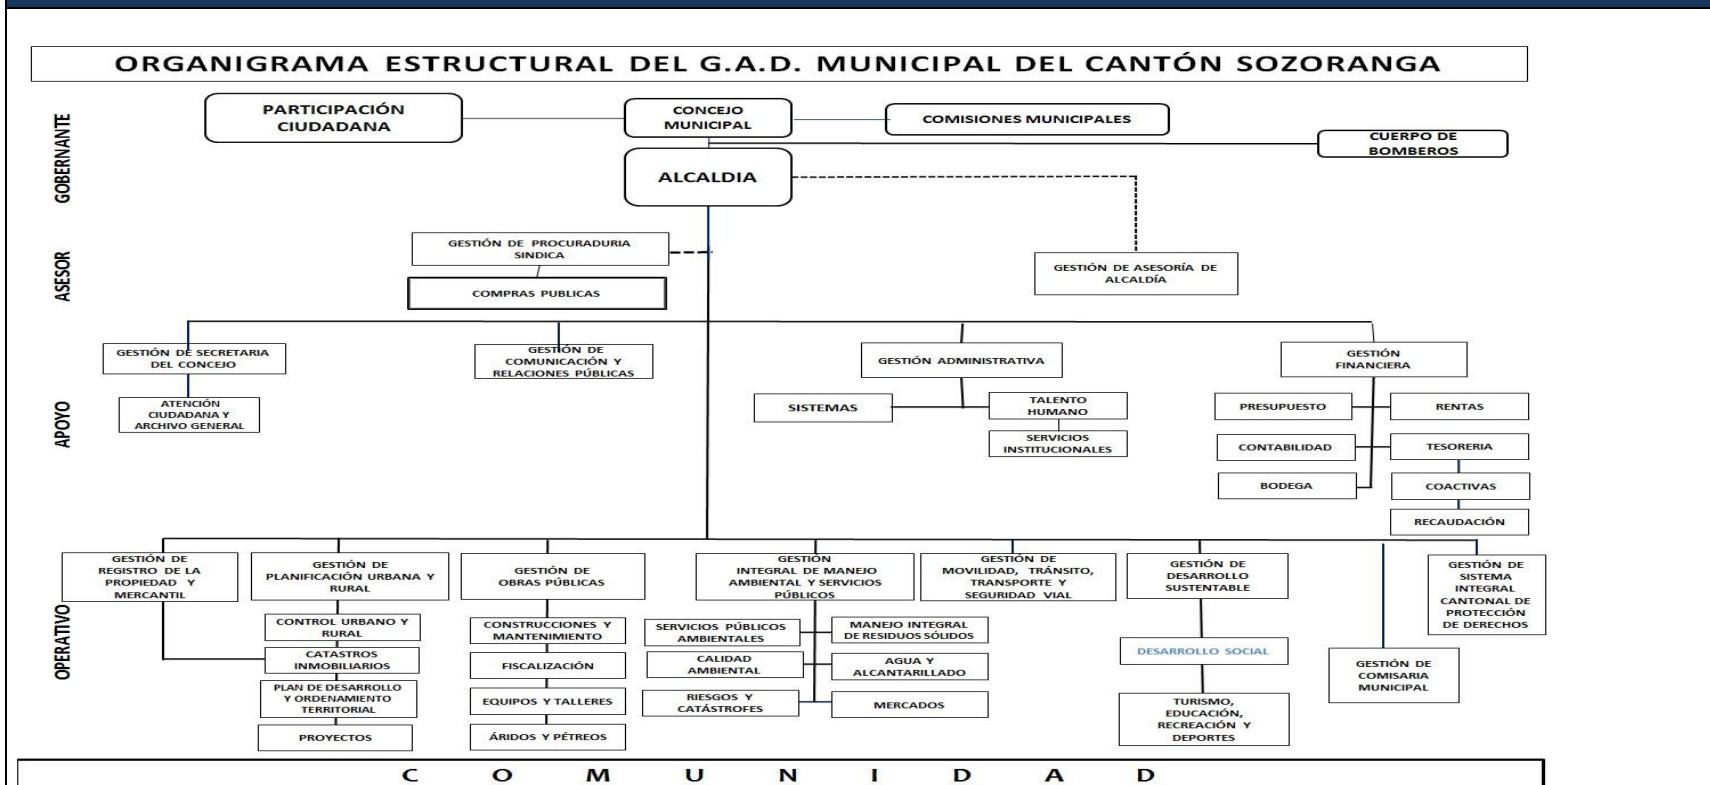 ORGANIGRAMA ESTRUCTURAL DEL G.A.D. MUNICIPAL DEL CANTÓN SOZORANGA
GOBERNANTE
PARTICIPACIÓN
CIUDADANA
CONCEJO
MUNICIPAL
COMISIONES MUNICIPALES
CUERPO DE
BOMBEROS
ALCALDIA
ASESOR
GESTIÓN DE PROCURADURIA
SINDICA
COMPRAS PUBLICAS
GESTIÓN DE ASESORÍA DE
ALCALDÍA
APOYO
GESTIÓN DE SECRETARIA
DEL CONCEJO
ATENCIÓN
CIUDADANA Y
ARCHIVO GENERAL
GESTIÓN DE
COMUNICACIÓN Y
RELACIONES PÚBLICAS
GESTIÓN ADMINISTRATIVA
SISTEMAS
TALENTO
HUMANO
SERVICIOS
INSTITUCIONALES
GESTIÓN
FINANCIERA
PRESUPUESTO
RENTAS
CONTABILIDAD
TESORERIA
BODEGA
COACTIVAS
RECAUDACIÓN
OPERATIVO
GESTIÓN DE
REGISTRO DE LA
PROPIEDAD Y
MERCANTIL
GESTIÓN DE
PLANIFICACIÓN URBANA Y
RURAL
CONTROL URBANO Y
RURAL
CATASTROS
INMOBILIARIOS
PLAN DE DESARROLLO
Y ORDENAMIENTO
TERRITORIAL
PROYECTOS
GESTIÓN DE
OBRAS PÚBLICAS
CONSTRUCCIONES Y
MANTENIMIENTO
FISCALIZACIÓN
EQUIPOS Y TALLERES
ÁRIDOS Y PÉTREOS
GESTIÓN
INTEGRAL DE MANEJO
AMBIENTAL Y SERVICIOS
PÚBLICOS
SERVICIOS PÚBLICOS
AMBIENTALES
MANEJO INTEGRAL
DE RESIDUOS SÓLIDOS
CALIDAD
AMBIENTAL
AGUA Y
ALCANTARILLADO
RIESGOS Y
CATÁSTROFES
MERCADOS
GESTIÓN DE
MOVILIDAD, TRÁNSITO,
TRANSPORTE Y
SEGURIDAD VIAL
GESTIÓN DE
DESARROLLO
SUSTENTABLE
DESARROLLO SOCIAL
TURISMO,
EDUCACIÓN,
RECREACIÓN Y
DEPORTES
GESTIÓN DE
COMISARIA
MUNICIPAL
GESTIÓN DE
SISTEMA
INTEGRAL
CANTONAL DE
PROTECCIÓN
DE DERECHOS
C O M U N I D A D